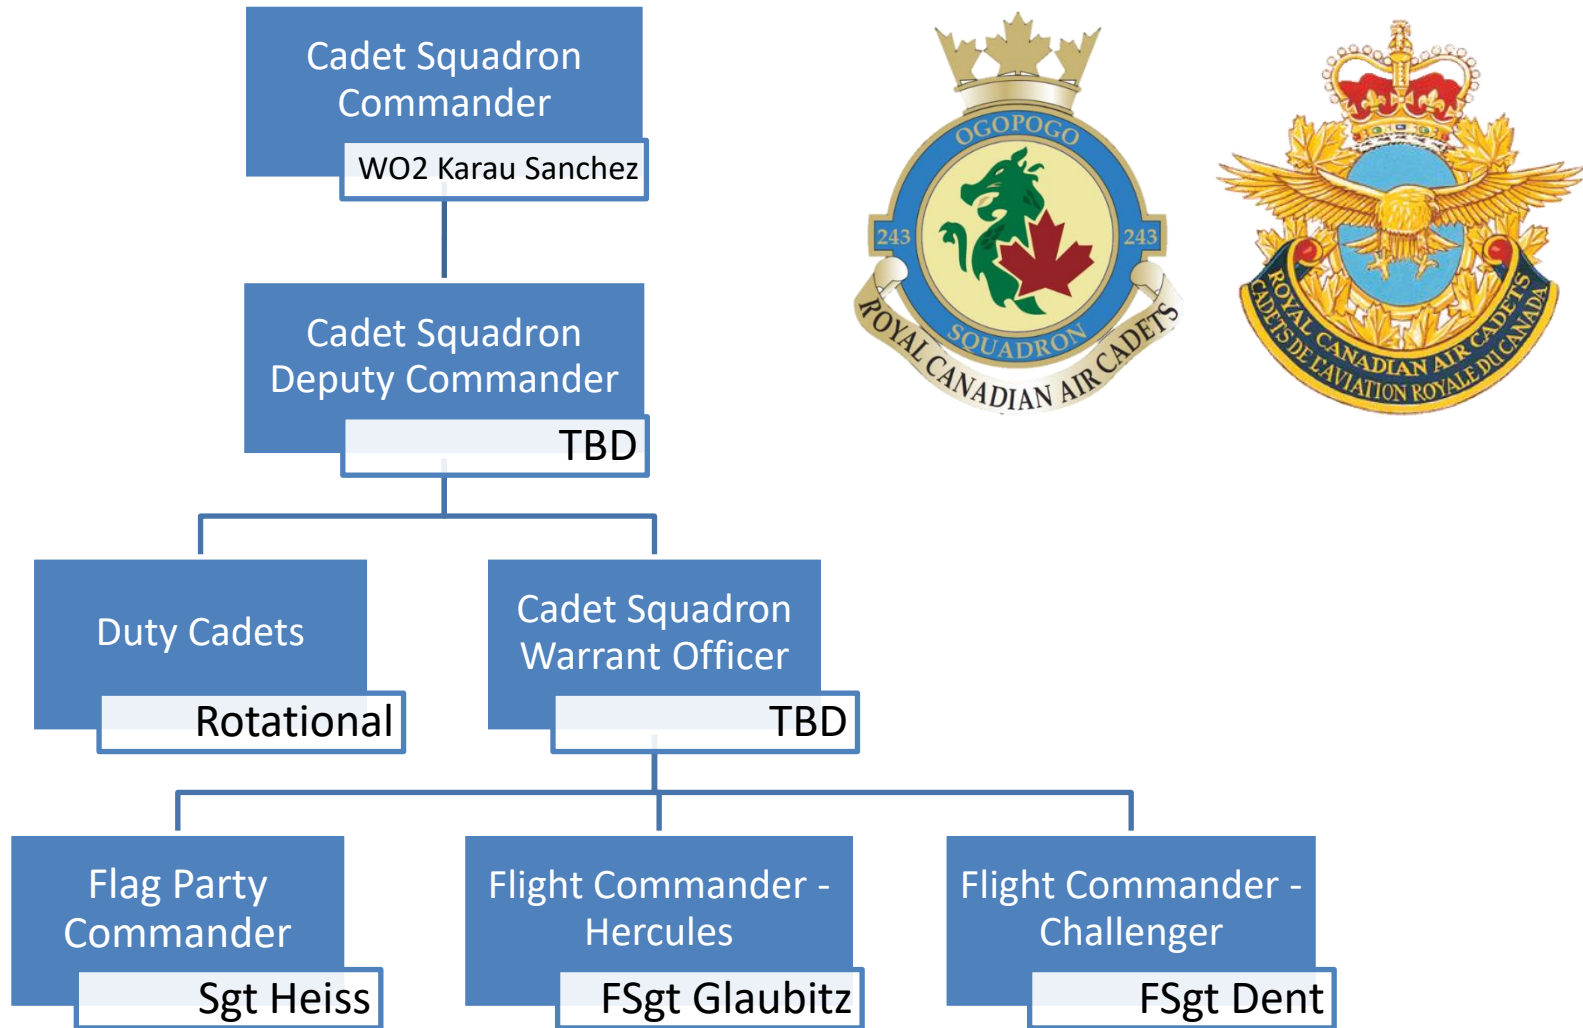 Cadet Squadron
Commander
WO2 Karau Sanchez
OGOPOGO
243
243
SQUADRON
ROYAL CANADIAN AIR CADETS
ROYAL CANADIAN AIR CADETS
CADETS DE L'AVIATION ROYALE DU CANADA
Cadet Squadron
Deputy Commander
TBD
Duty Cadets
Rotational
Cadet Squadron
Warrant Officer
TBD
Flag Party
Commander
Sgt Heiss
Flight Commander -
Hercules
FSgt Glaubitz
Flight Commander -
Challenger
FSgt Dent